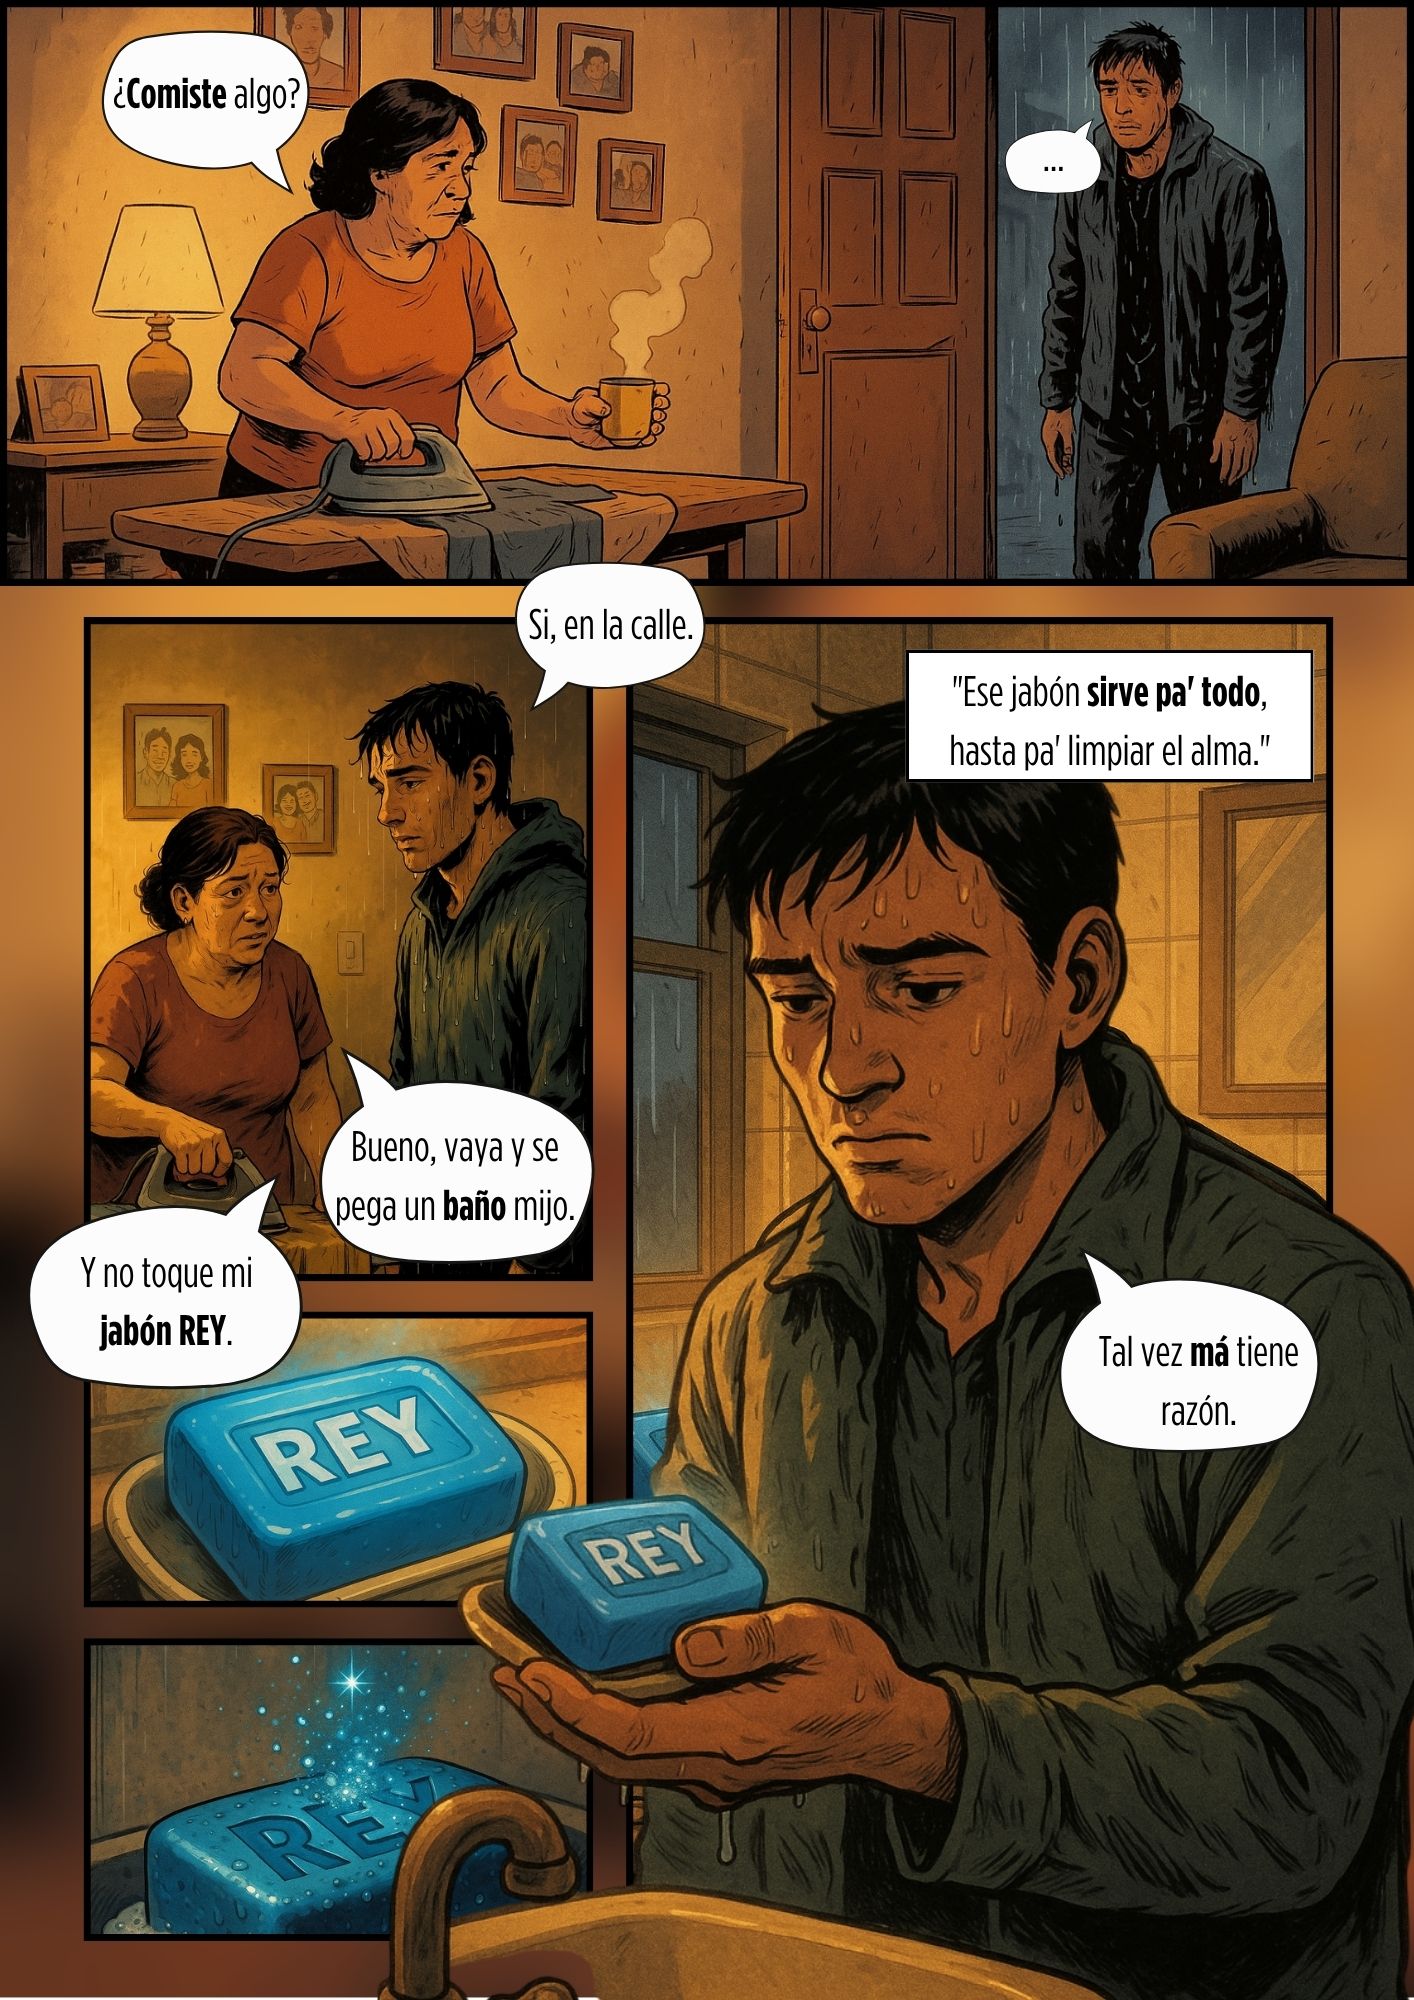 ¿Comiste algo?
...
Si, en la calle.
Bueno, vaya y se
pega un baño mijo.
Y no toque mi
jabón REY.
"Ese jabón sirve pa' todo,
hasta pa' limpiar el alma."
REY
REY
REY
Tal vez má tiene
razón.